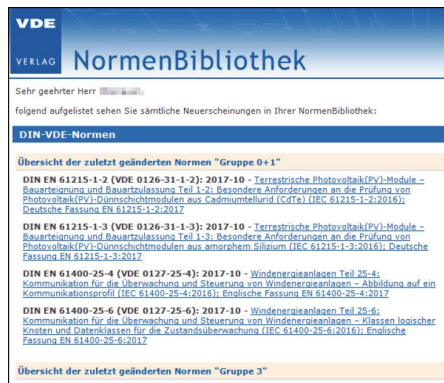 VDE
VERLAG
NormenBibliothek
Sehr geehrter Herr
folgend aufgelistet sehen Sie sämtliche Neuerscheinungen in Ihrer NormenBibliothek:
DIN-VDE-Normen
Übersicht der zuletzt geänderten Normen "Gruppe 0+1"
DIN EN 61215-1-2 (VDE 0126-31-1-2): 2017-10 - Terrestrische Photovoltaik(PV)-Module –
Bauarteignung und Bauartzulassung Teil 1-2: Besondere Anforderungen an die Prüfung von
Photovoltaik(PV)-Dünnschichtmodulen aus Cadmiumtellurid (CdTe) (IEC 61215-1-2:2016);
Deutsche Fassung EN 61215-1-2:2017
DIN EN 61215-1-3 (VDE 0126-31-1-3): 2017-10 - Terrestrische Photovoltaik(PV)-Module –
Bauarteignung und Bauartzulassung Teil 1-3: Besondere Anforderungen an die Prüfung von
Photovoltaik(PV)-Dünnschichtmodulen aus amorphem Silizium (IEC 61215-1-3:2016); Deutsche
Fassung EN 61215-1-3:2017
DIN EN 61400-25-4 (VDE 0127-25-4): 2017-10 - Windenergieanlagen Teil 25-4:
Kommunikation für die Überwachung und Steuerung von Windenergieanlagen – Abbildung auf ein
Kommunikationsprofil (IEC 61400-25-4:2016); Englische Fassung EN 61400-25-4:2017
DIN EN 61400-25-6 (VDE 0127-25-6): 2017-10 - Windenergieanlagen Teil 25-6:
Kommunikation für die Überwachung und Steuerung von Windenergieanlagen – Klassen logischer
Knoten und Datenklassen für die Zustandsüberwachung (IEC 61400-25-6:2016); Englische
Fassung EN 61400-25-6:2017
Übersicht der zuletzt geänderten Normen "Gruppe 3"